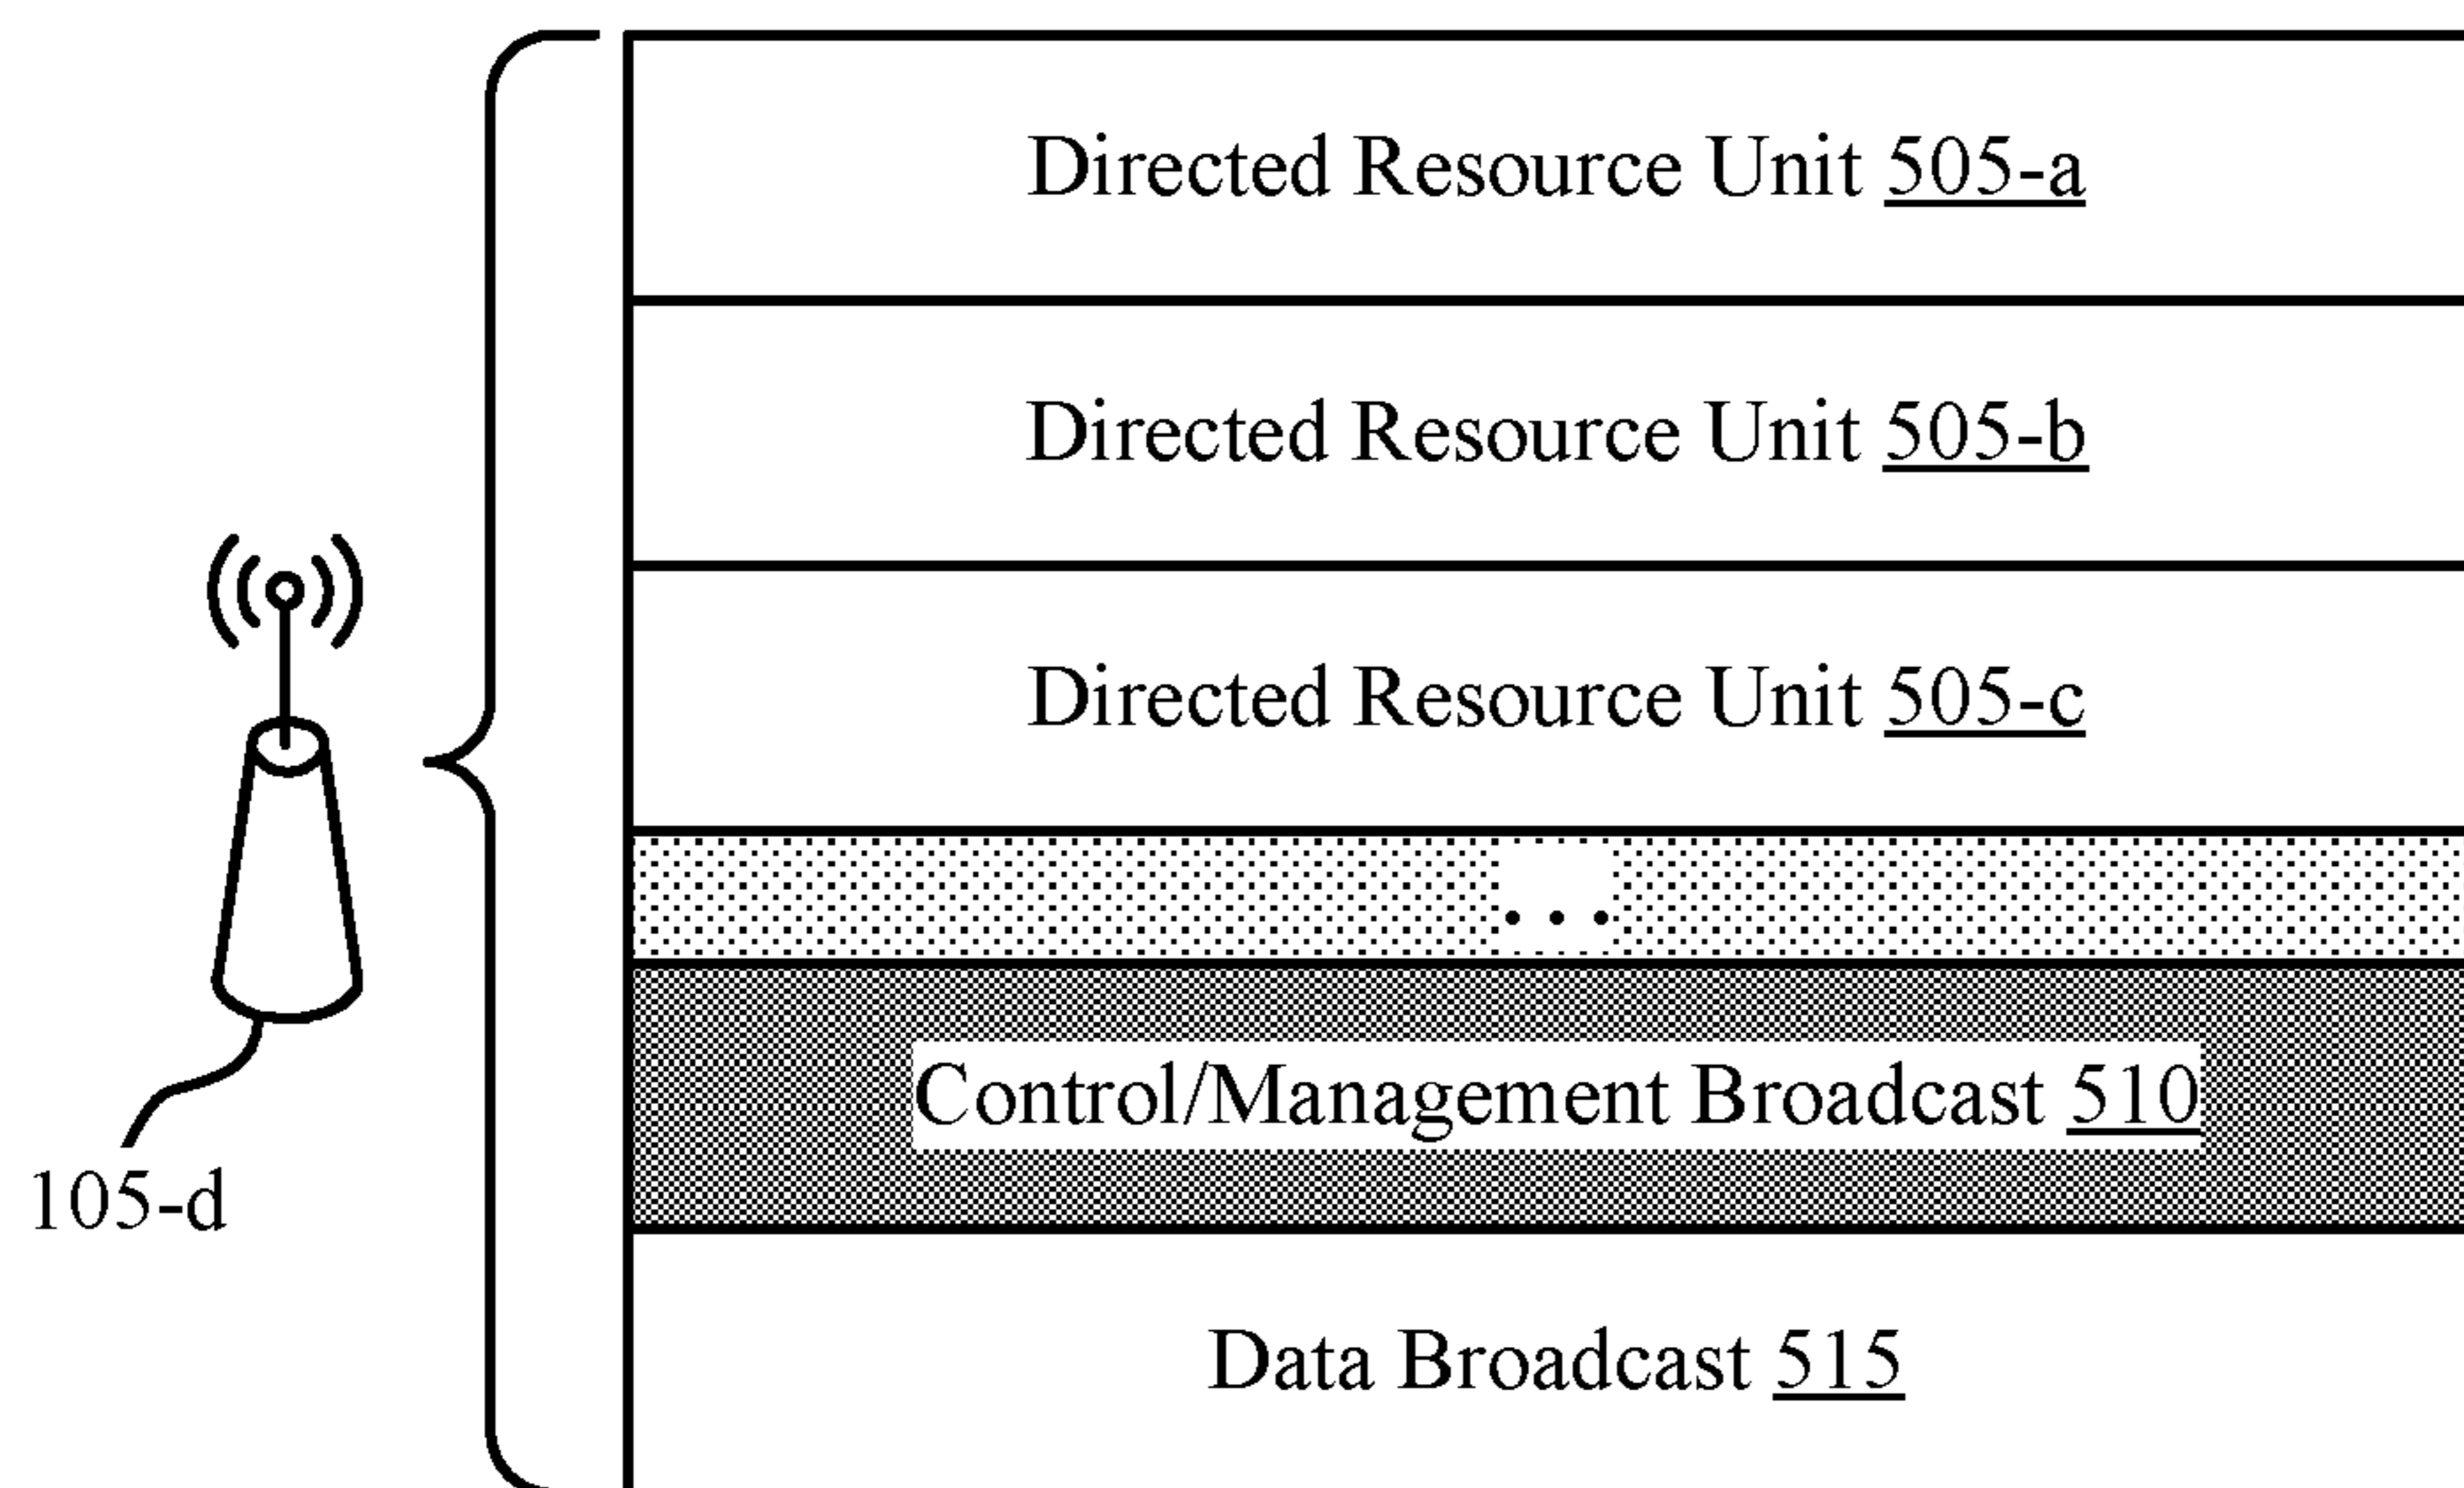 Directed Resource Unit 505-a
Directed Resource Unit 505-b
Directed Resource Unit 505-c
...
Control/Management Broadcast 510
105-d
Data Broadcast 515